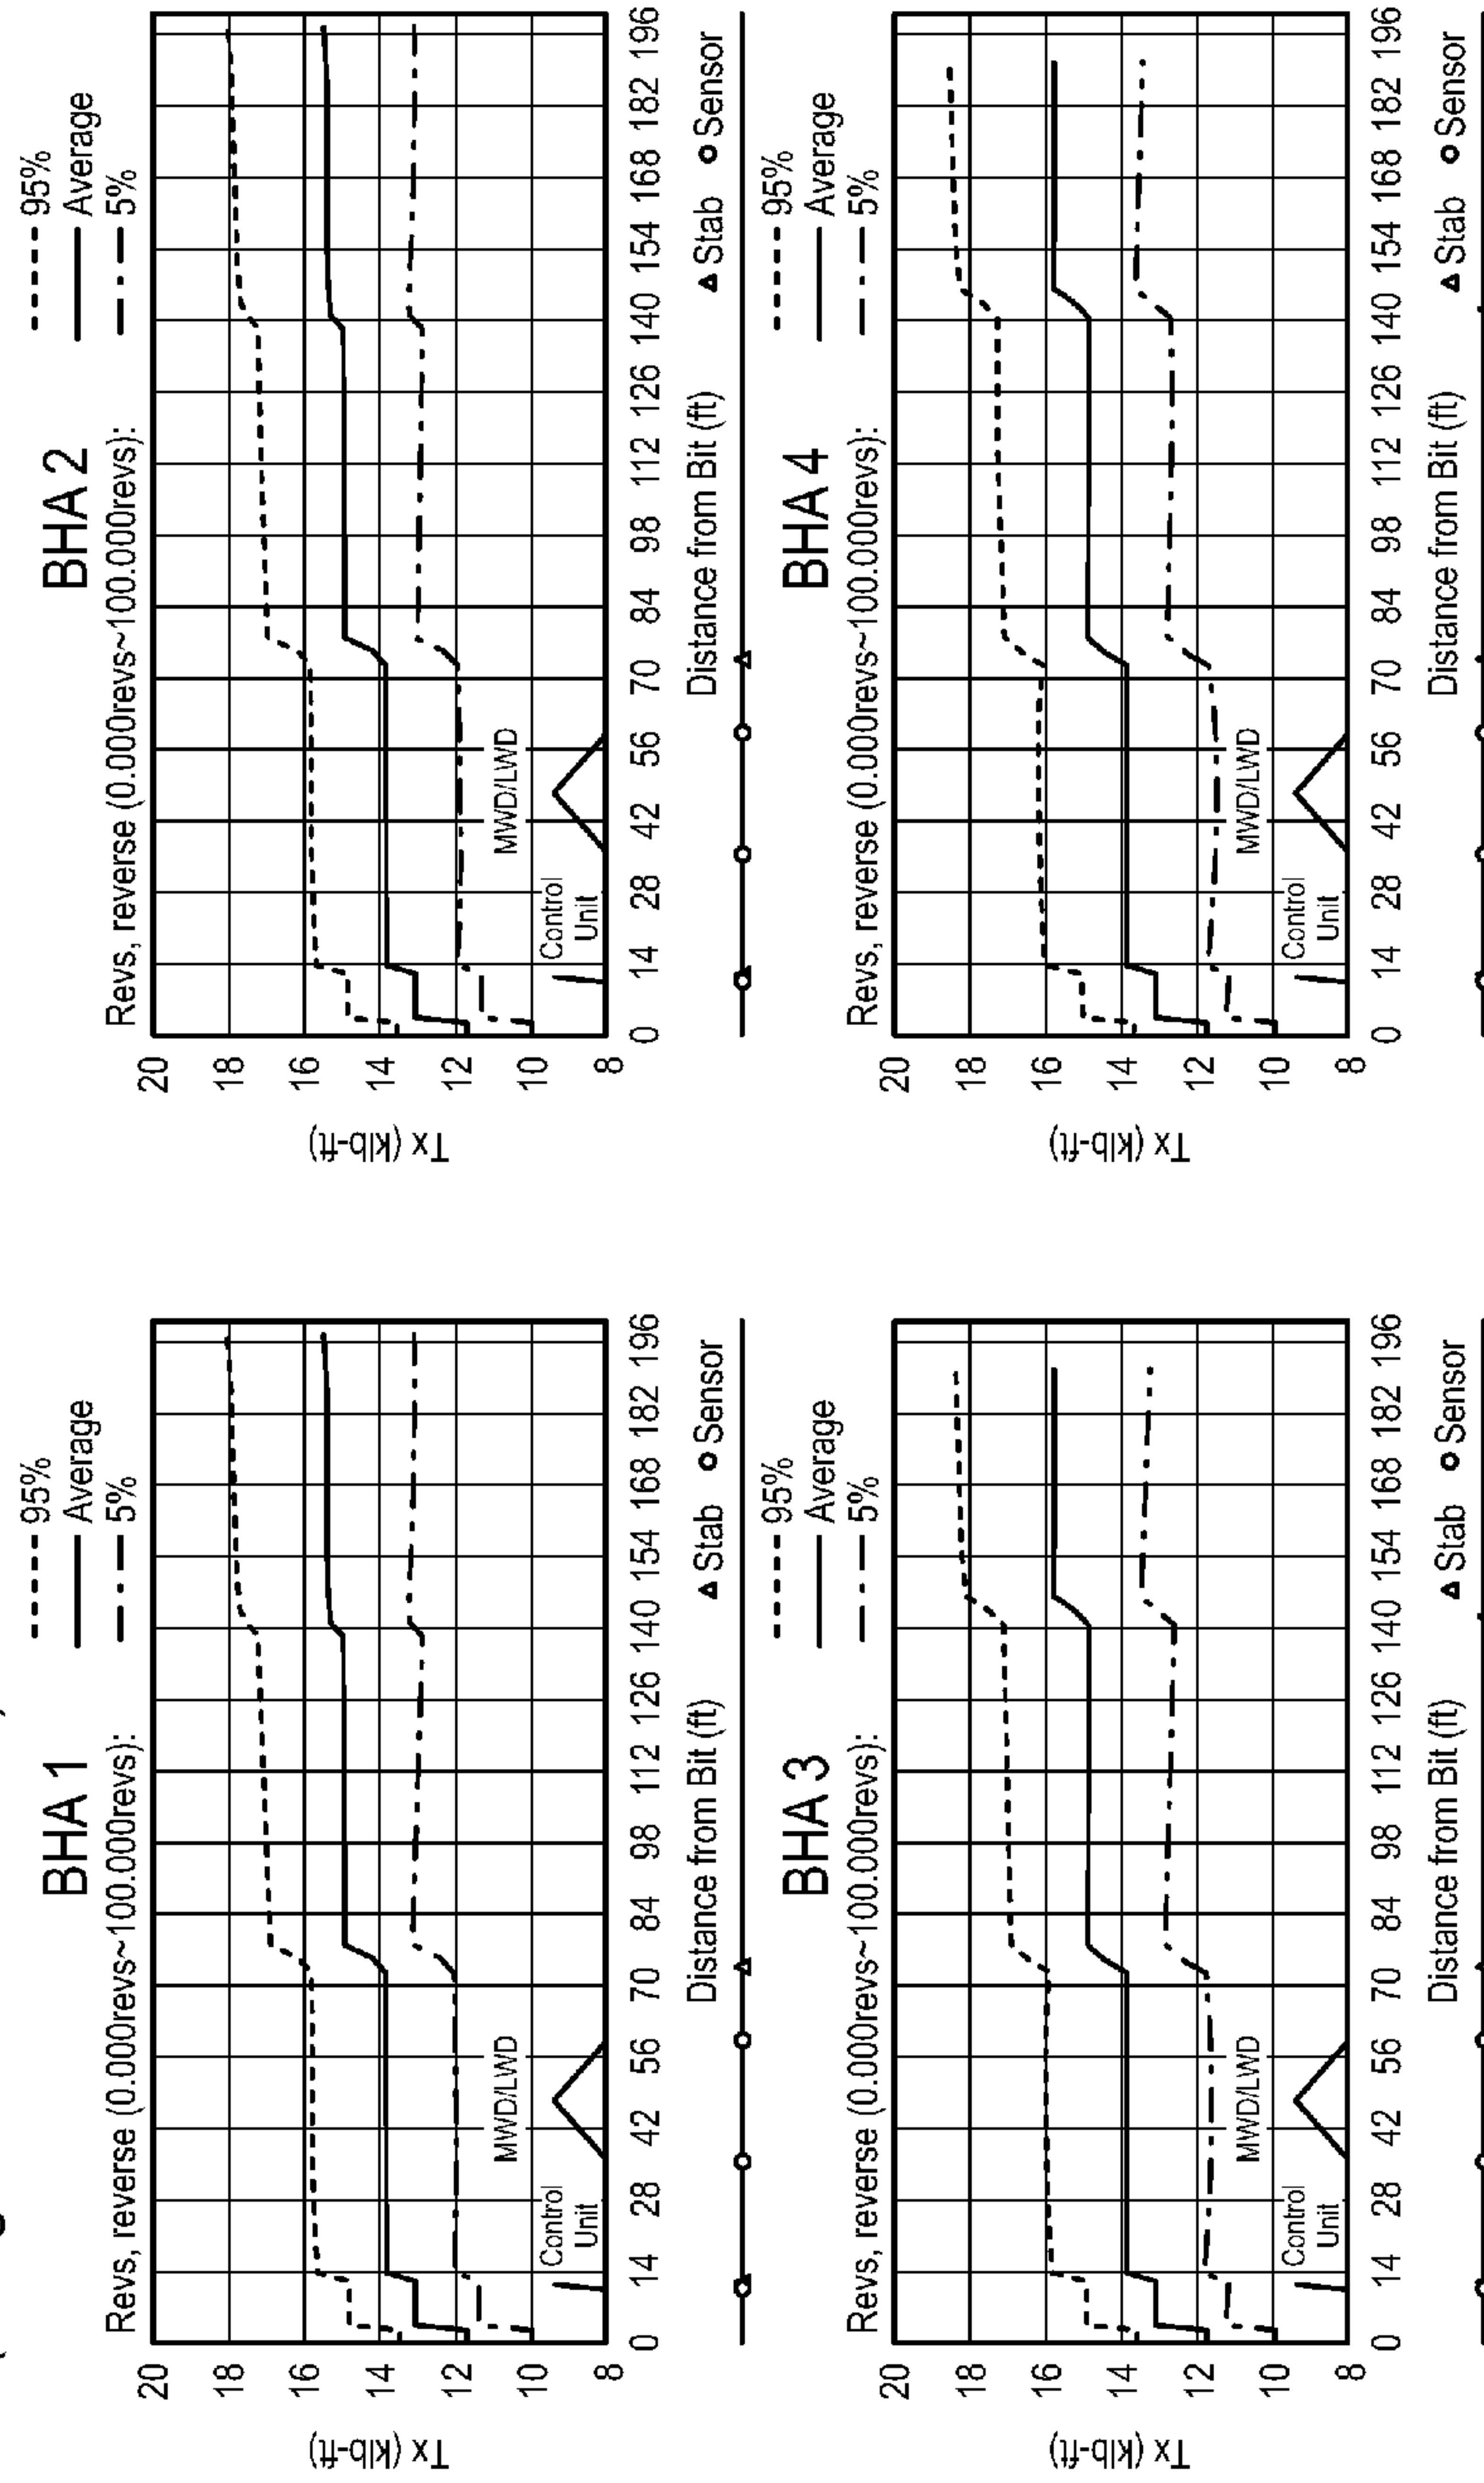 BHA 1
Revs, reverse (0.000revs~100.000revs):
95%
Average
5%
Tx (klb-ft)
20
18
16
14
12
10
8
Control
Unit
MWD/LWD
0 14 28 42 56 70 84 98 112 126 140 154 168 182 196
Distance from Bit (ft)
Stab
Sensor
BHA 2
Revs, reverse (0.000revs~100.000revs):
95%
Average
5%
Tx (klb-ft)
20
18
16
14
12
10
8
Control
Unit
MWD/LWD
0 14 28 42 56 70 84 98 112 126 140 154 168 182 196
Distance from Bit (ft)
Stab
Sensor
BHA 3
Revs, reverse (0.000revs~100.000revs):
95%
Average
5%
Tx (klb-ft)
20
18
16
14
12
10
8
Control
Unit
MWD/LWD
0 14 28 42 56 70 84 98 112 126 140 154 168 182 196
Distance from Bit (ft)
Stab
Sensor
BHA 4
Revs, reverse (0.000revs~100.000revs):
95%
Average
5%
Tx (klb-ft)
20
18
16
14
12
10
8
Control
Unit
MWD/LWD
0 14 28 42 56 70 84 98 112 126 140 154 168 182 196
Distance from Bit (ft)
Stab
Sensor